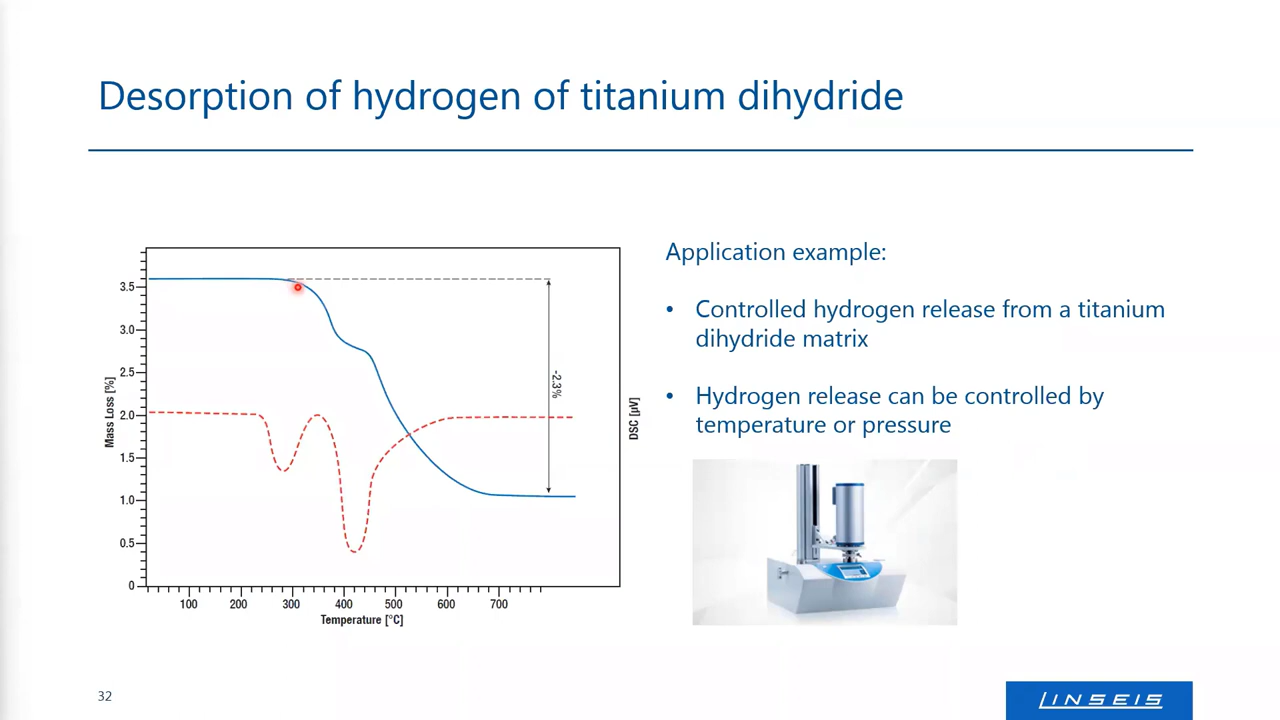 Desorption of hydrogen of titanium dihydride
Application example:
• Controlled hydrogen release from a titanium
dihydride matrix
• Hydrogen release can be controlled by
temperature or pressure
Mass Loss [%]
3.5
3.0
2.5
2.0
1.5
1.0
0.5
0
-2.3%
DSC [µV]
100 200 300 400 500 600 700
Temperature [°C]
32
LINSEIS